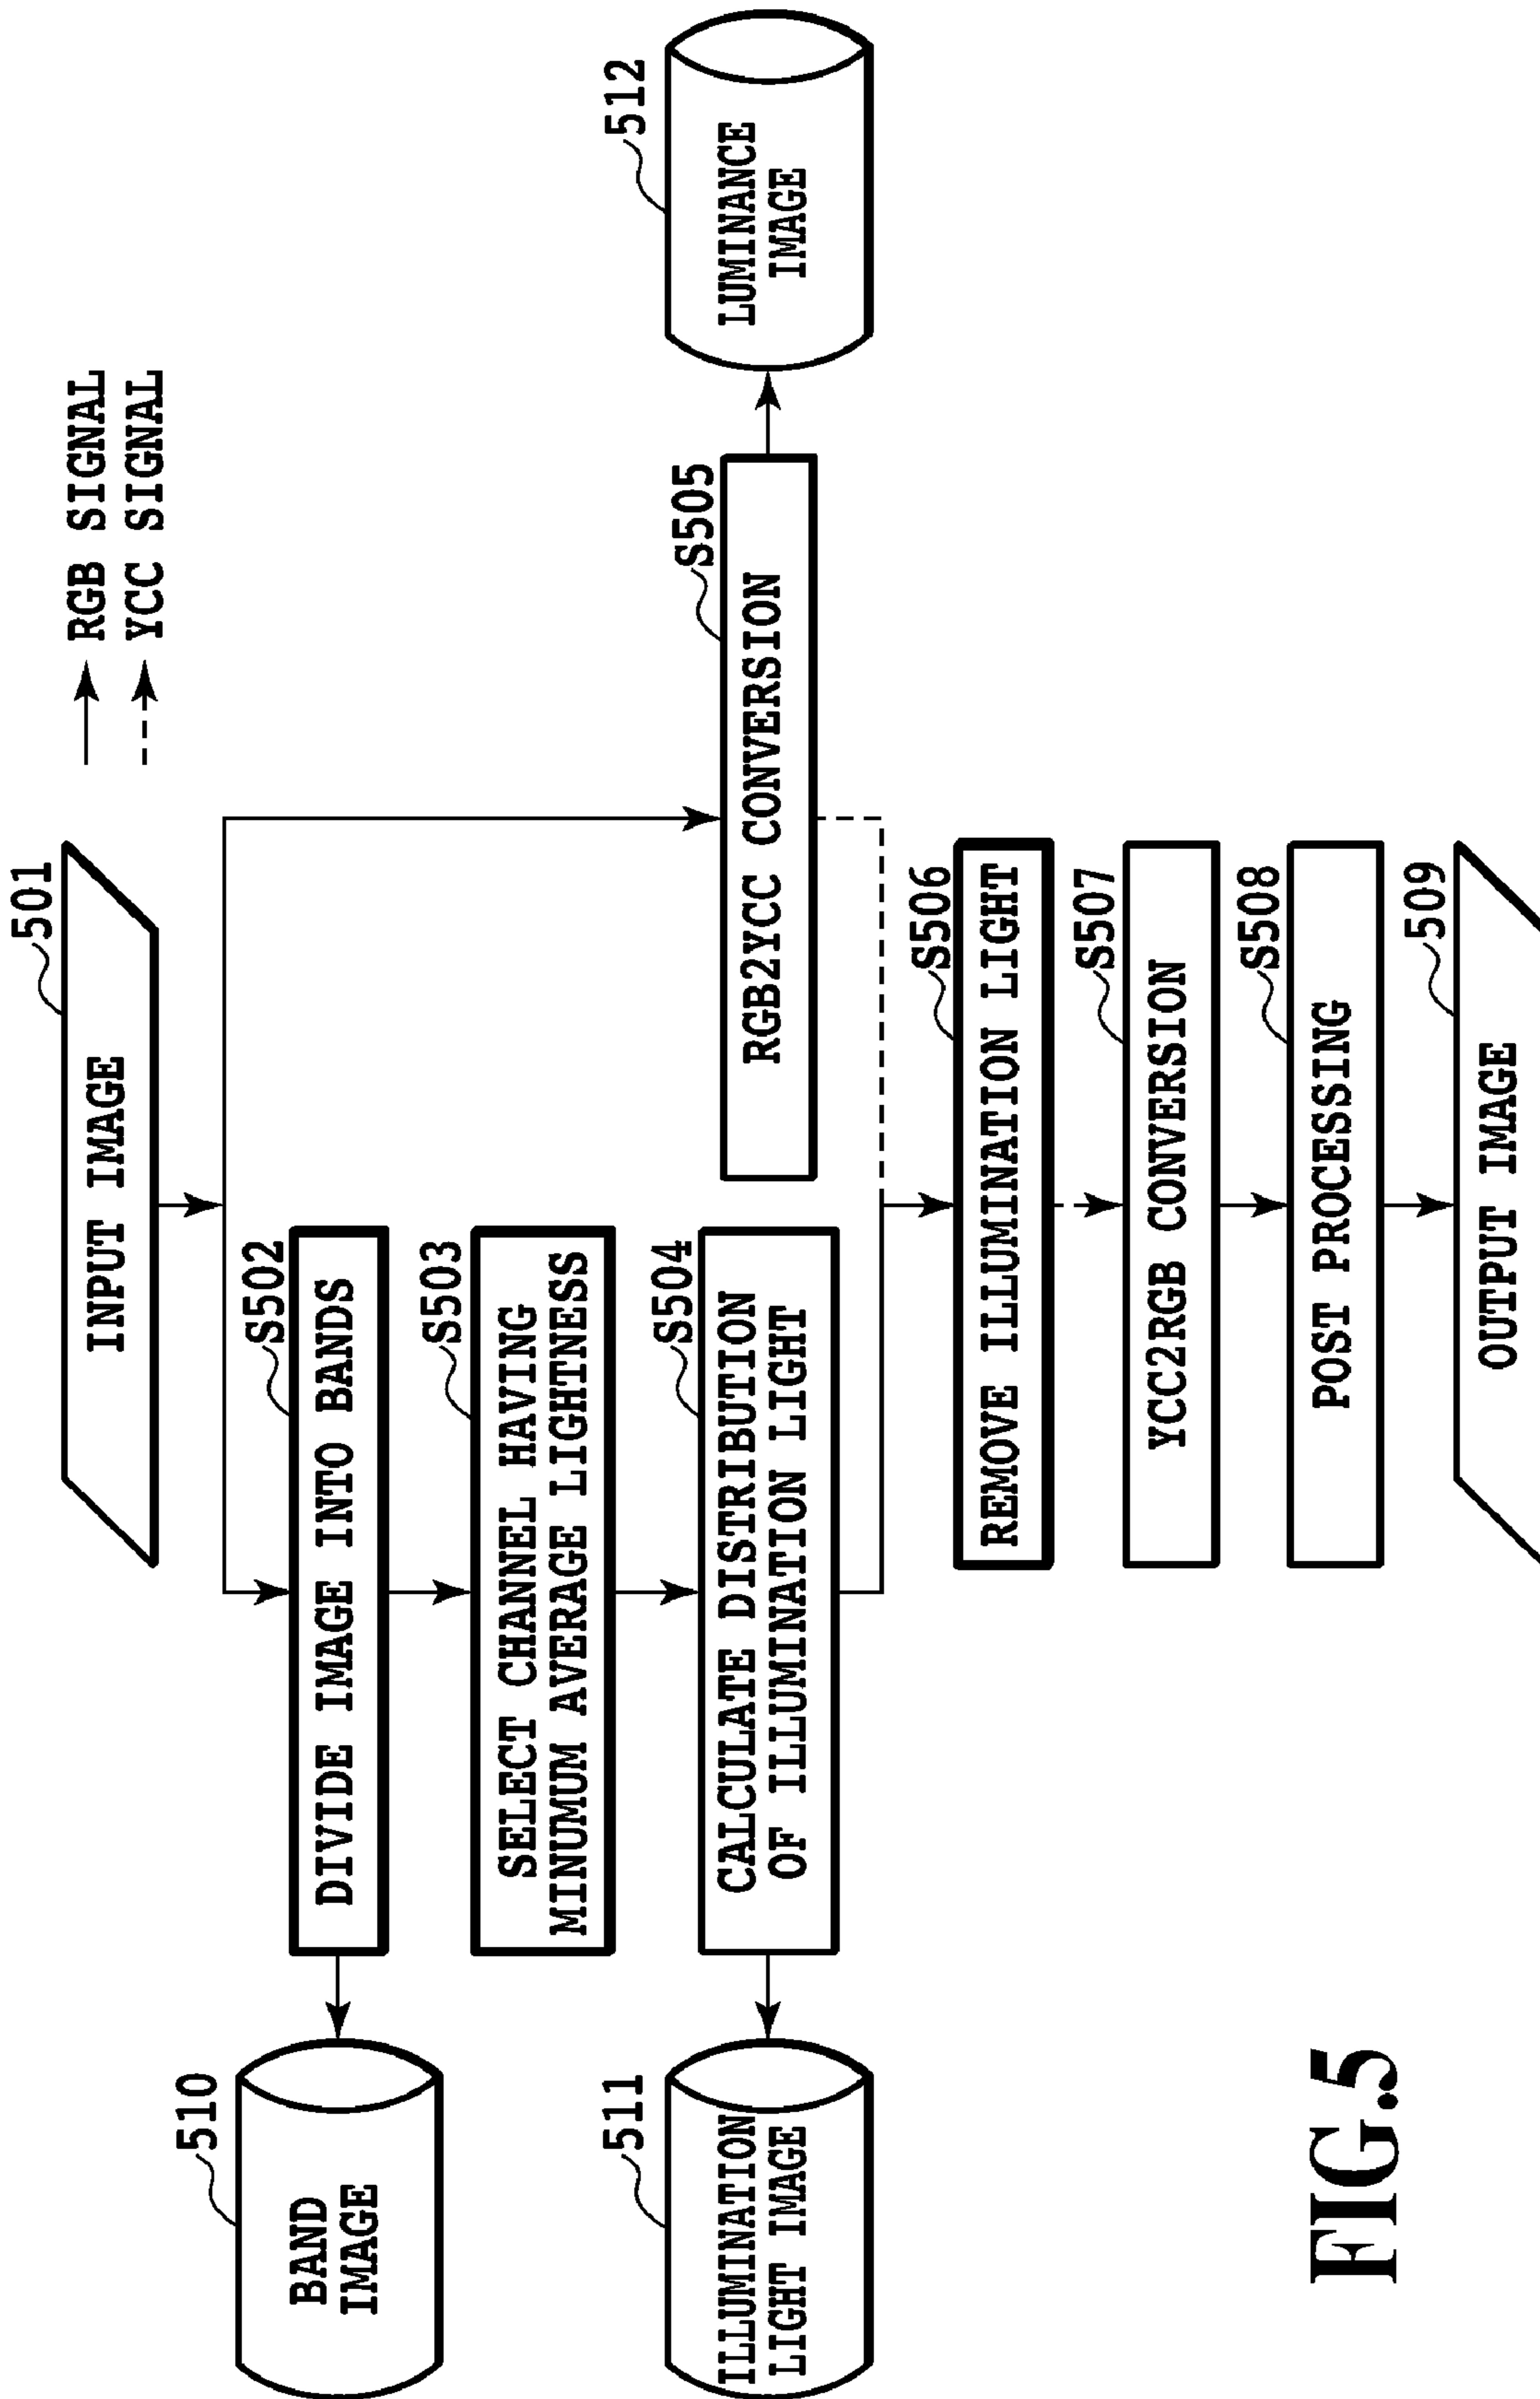 RGB SIGNAL
YCC SIGNAL
501
INPUT IMAGE
510
BAND
IMAGE
S502
DIVIDE IMAGE INTO BANDS
S503
SELECT CHANNEL HAVING
MINUMUM AVERAGE LIGHTNESS
511
ILLUMINATION
LIGHT IMAGE
S504
CALCULATE DISTRIBUTION
OF ILLUMINATION LIGHT
S505
RGB2YCC CONVERSION
512
LUMINANCE
IMAGE
S506
REMOVE ILLUMINATION LIGHT
S507
YCC2RGB CONVERSION
S508
POST PROCESSING
509
OUTPUT IMAGE
FIG.5